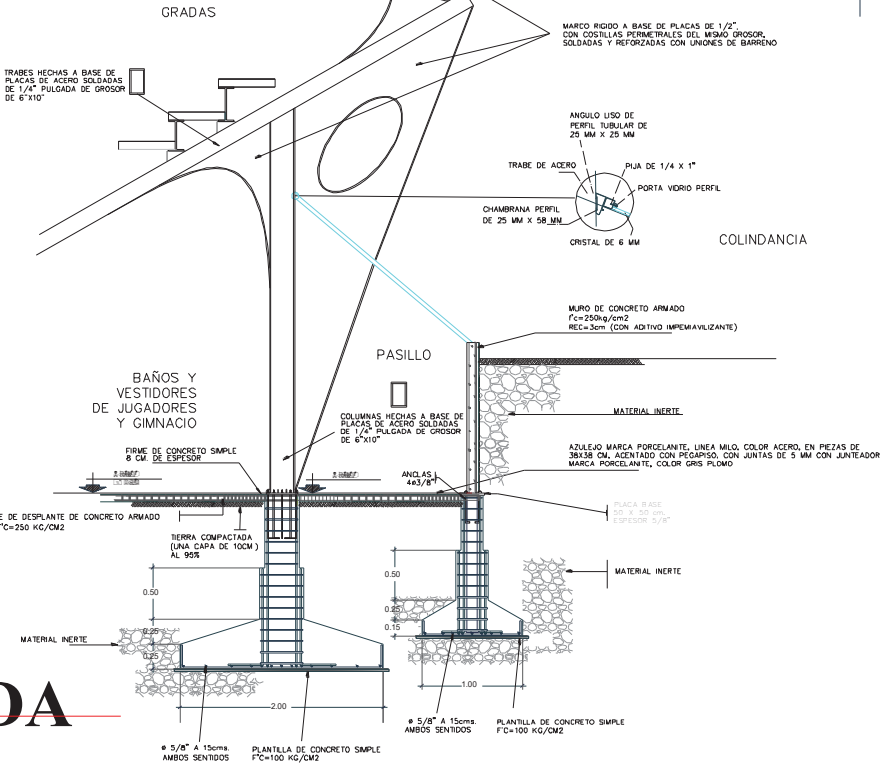 GRADAS
MARCO RIGIDO A BASE DE PLACAS DE 1/2",
CON COSTILLAS PERIMETRALES DEL MISMO GROSOR,
SOLDADAS Y REFORZADAS CON UNIONES DE BARRENO
TRABES HECHAS A BASE DE
PLACAS DE ACERO SOLDADAS
DE 1/4" PULGADA DE GROSOR
DE 6"X10"
ANGULO LISO DE
PERFIL TUBULAR DE
25 MM X 25 MM
TRABE DE ACERO
PIJA DE 1/4 X 1"
PORTA VIDRIO PERFIL
CHAMBRANA PERFIL
DE 25 MM X 58 MM
CRISTAL DE 6 MM
COLINDANCIA
MURO DE CONCRETO ARMADO
f'c=250kg/cm2
REC=3cm (CON ADITIVO IMPEMIAVILIZANTE)
PASILLO
BAÑOS Y
VESTIDORES
DE JUGADORES
Y GIMNACIO
COLUMNAS HECHAS A BASE DE
PLACAS DE ACERO SOLDADAS
DE 1/4" PULGADA DE GROSOR
DE 6"X10"
MATERIAL INERTE
FIRME DE CONCRETO SIMPLE
8 CM. DE ESPESOR
AZULEJO MARCA PORCELANITE, LINEA MILO, COLOR ACERO, EN PIEZAS DE
38X38 CM, ACENTADO CON PEGAPISO, CON JUNTAS DE 5 MM CON JUNTEADOR
MARCA PORCELANITE, COLOR GRIS PLOMO
ANCLAS
4ø3/8"
PLACA BASE
50 X 50 cm.
ESPESOR 5/8"
E DE DESPLANTE DE CONCRETO ARMADO
F'C=250 KG/CM2
TIERRA COMPACTADA
(UNA CAPA DE 10CM)
AL 95%
MATERIAL INERTE
0.50
0.25
0.25
0.50
0.25
0.15
MATERIAL INERTE
1.00
2.00
DA
ø 5/8" A 15cms.
AMBOS SENTIDOS
PLANTILLA DE CONCRETO SIMPLE
F'C=100 KG/CM2
ø 5/8" A 15cms.
AMBOS SENTIDOS
PLANTILLA DE CONCRETO SIMPLE
F'C=100 KG/CM2